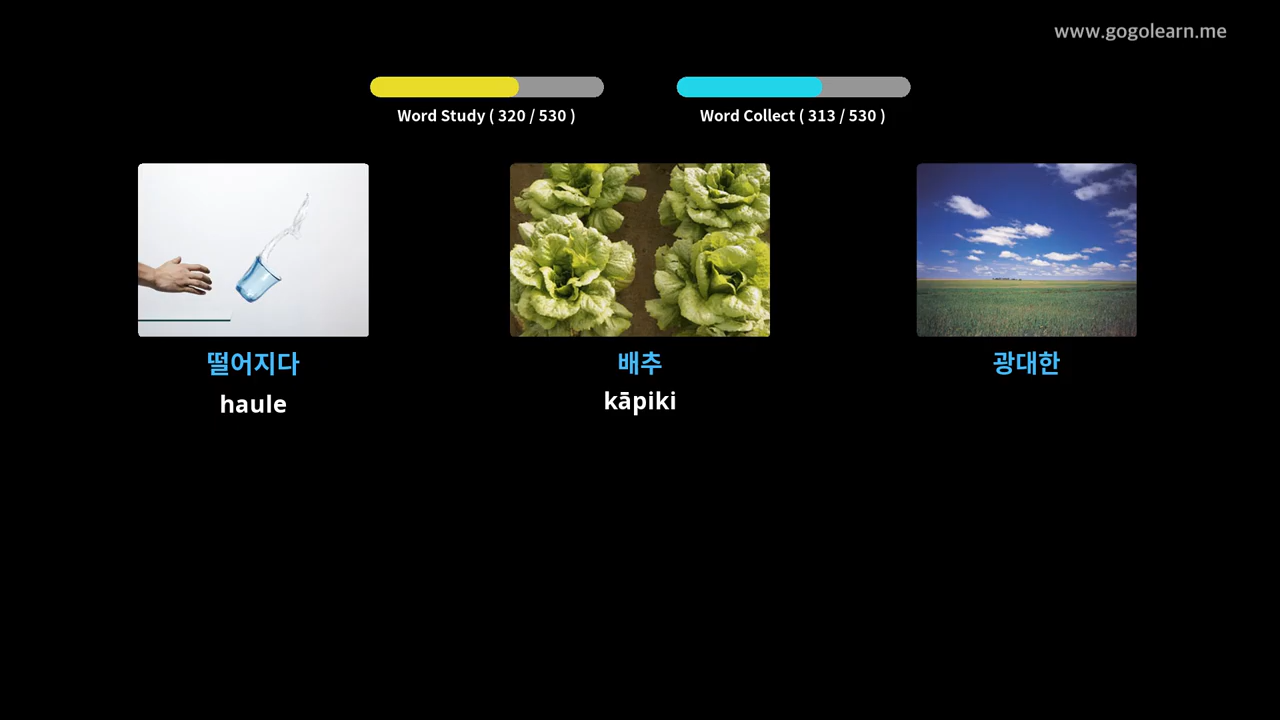 www.gogolearn.me
Word Study ( 320 / 530 )
Word Collect ( 313 / 530 )
떨어지다
haule
배추
kāpiki
광대한